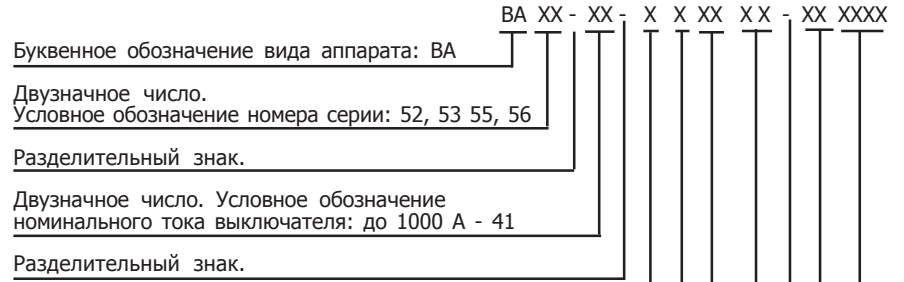 ВА ХХ - ХХ - Х Х ХХ ХХ - ХХ ХХХХ
Буквенное обозначение вида аппарата: ВА
Двузначное число.
Условное обозначение номера серии: 52, 53 55, 56
Разделительный знак.
Двузначное число. Условное обозначение
номинального тока выключателя: до 1000 А - 41
Разделительный знак.